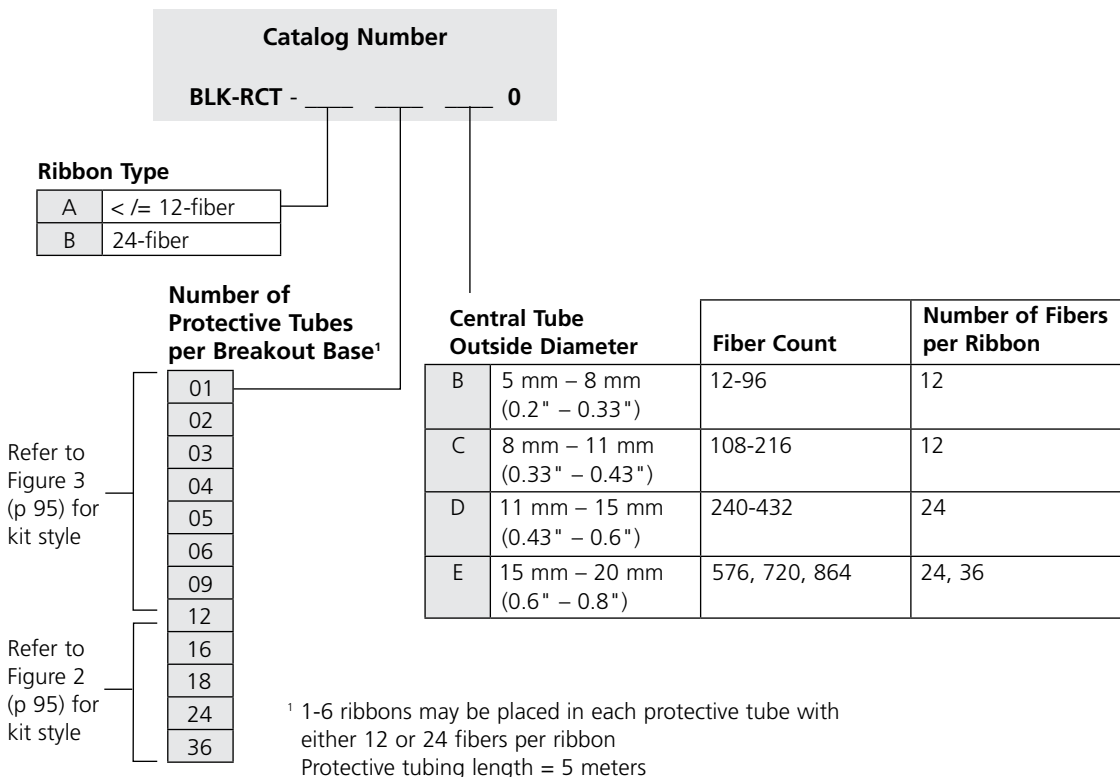 Catalog Number
BLK-RCT - ____ ____ ____ 0
Ribbon Type
A < /= 12-fiber
B 24-fiber
Number of
Protective Tubes
per Breakout Base¹
01
02
03
04
05
06
09
12
16
18
24
36
Refer to
Figure 3
(p 95) for
kit style
Refer to
Figure 2
(p 95) for
kit style
Central Tube
Outside Diameter
Fiber Count
Number of Fibers
per Ribbon
B 5 mm – 8 mm 12-96 12
(0.2" – 0.33")
C 8 mm – 11 mm 108-216 12
(0.33" – 0.43")
D 11 mm – 15 mm 240-432 24
(0.43" – 0.6")
E 15 mm – 20 mm 576, 720, 864 24, 36
(0.6" – 0.8")
¹ 1-6 ribbons may be placed in each protective tube with
either 12 or 24 fibers per ribbon
Protective tubing length = 5 meters